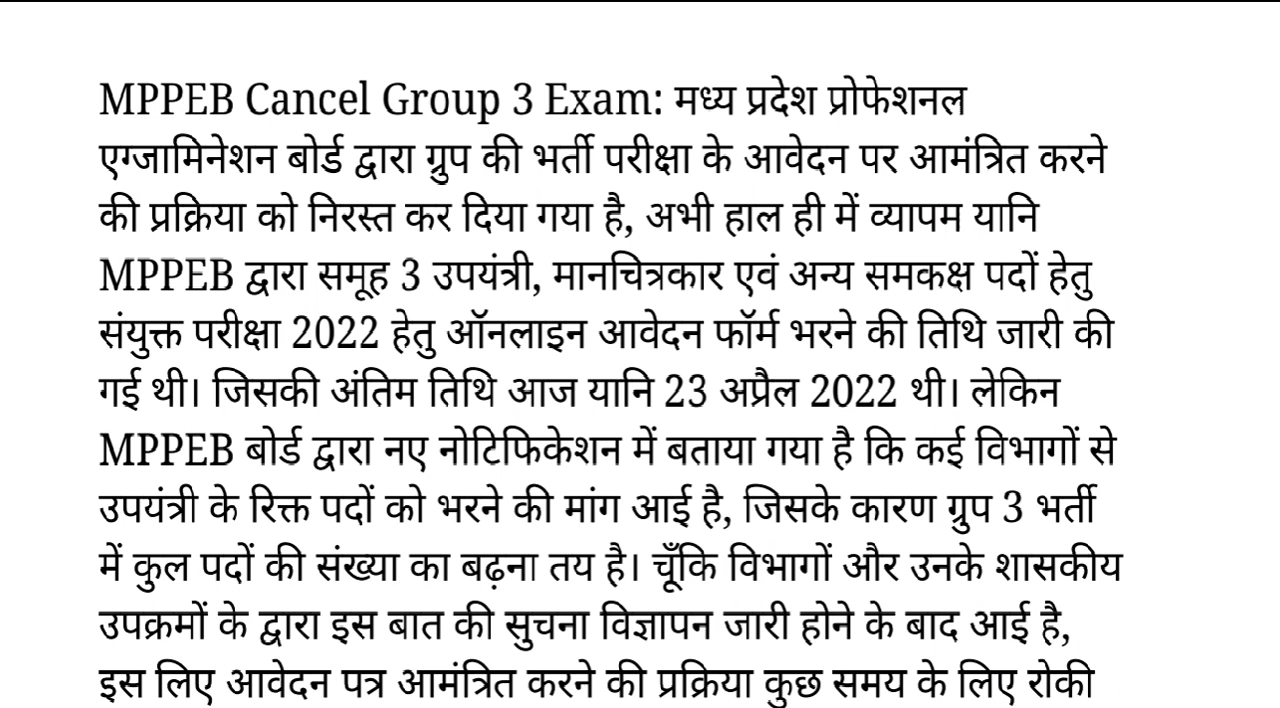 MPPEB Cancel Group 3 Exam: मध्य प्रदेश प्रोफेशनल
एग्जामिनेशन बोर्ड द्वारा ग्रुप की भर्ती परीक्षा के आवेदन पर आमंत्रित करने
की प्रक्रिया को निरस्त कर दिया गया है, अभी हाल ही में व्यापम यानि
MPPEB द्वारा समूह 3 उपयंत्री, मानचित्रकार एवं अन्य समकक्ष पदों हेतु
संयुक्त परीक्षा 2022 हेतु ऑनलाइन आवेदन फॉर्म भरने की तिथि जारी की
गई थी। जिसकी अंतिम तिथि आज यानि 23 अप्रैल 2022 थी। लेकिन
MPPEB बोर्ड द्वारा नए नोटिफिकेशन में बताया गया है कि कई विभागों से
उपयंत्री के रिक्त पदों को भरने की मांग आई है, जिसके कारण ग्रुप 3 भर्ती
में कुल पदों की संख्या का बढ़ना तय है। चूँकि विभागों और उनके शासकीय
उपक्रमों के द्वारा इस बात की सुचना विज्ञापन जारी होने के बाद आई है,
इस लिए आवेदन पत्र आमंत्रित करने की प्रक्रिया कुछ समय के लिए रोकी